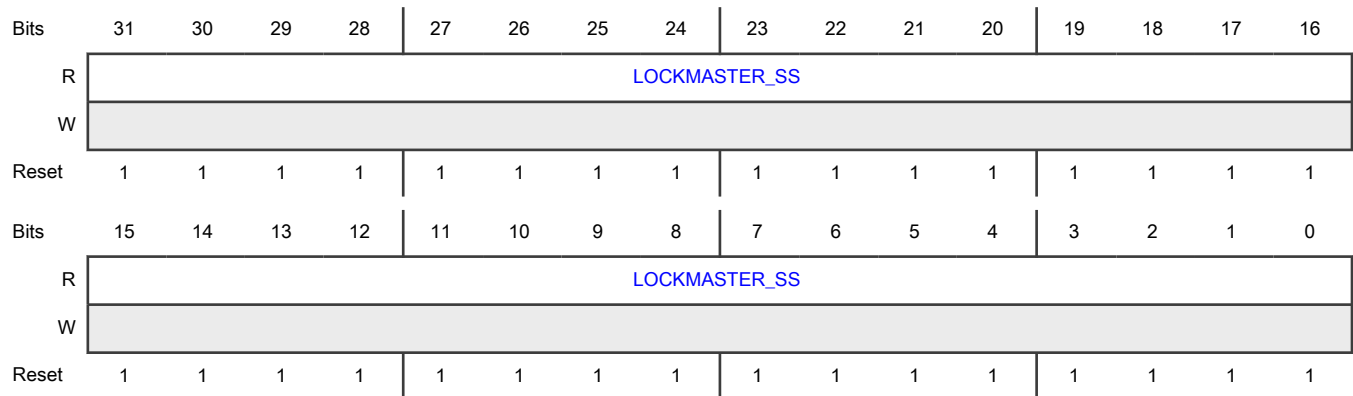 Bits 31 30 29 28 27 26 25 24 23 22 21 20 19 18 17 16
R LOCKMASTER_SS
W
Reset 1 1 1 1 1 1 1 1 1 1 1 1 1 1 1 1
Bits 15 14 13 12 11 10 9 8 7 6 5 4 3 2 1 0
R LOCKMASTER_SS
W
Reset 1 1 1 1 1 1 1 1 1 1 1 1 1 1 1 1